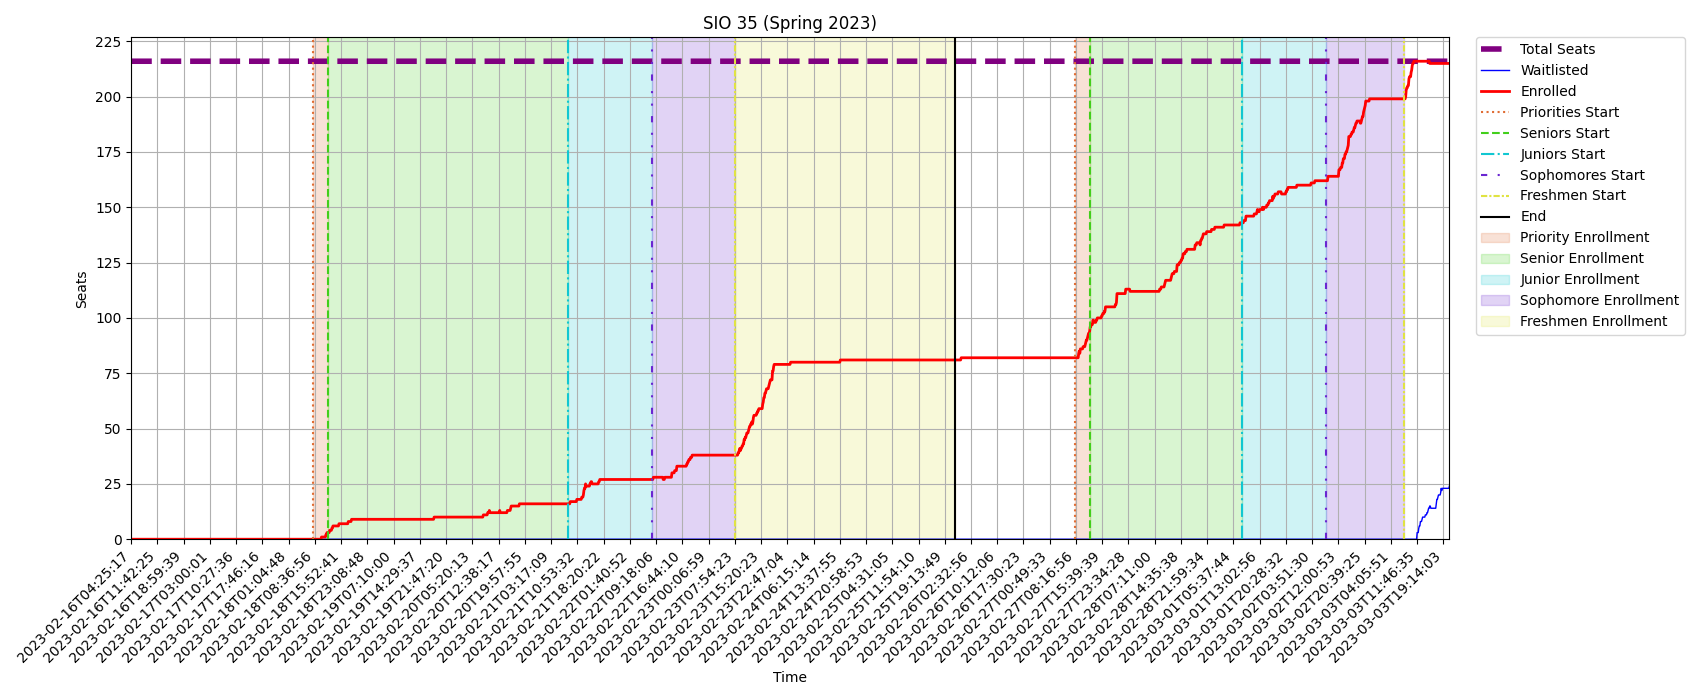 SIO 35 (Spring 2023)
Seats
225
200
175
150
125
100
75
50
25
0
2023-02-16T04:25:17
2023-02-16T11:42:25
2023-02-16T18:59:39
2023-02-17T03:00:01
2023-02-17T10:27:36
2023-02-17T17:46:16
2023-02-18T01:04:48
2023-02-18T08:36:56
2023-02-18T15:52:41
2023-02-18T23:08:48
2023-02-19T07:10:00
2023-02-19T14:29:37
2023-02-19T21:47:20
2023-02-20T05:20:13
2023-02-20T12:38:17
2023-02-20T19:57:55
2023-02-21T03:17:09
2023-02-21T10:53:32
2023-02-21T18:20:22
2023-02-22T01:40:52
2023-02-22T09:18:06
2023-02-22T16:44:10
2023-02-23T00:06:59
2023-02-23T07:54:23
2023-02-23T15:20:23
2023-02-23T22:47:04
2023-02-24T06:15:14
2023-02-24T13:37:55
2023-02-24T20:58:53
2023-02-25T04:31:05
2023-02-25T11:54:10
2023-02-25T19:13:49
2023-02-26T02:32:56
2023-02-26T10:12:06
2023-02-26T17:30:23
2023-02-27T00:49:33
2023-02-27T08:16:56
2023-02-27T15:39:39
2023-02-27T23:34:28
2023-02-28T07:11:00
2023-02-28T14:35:38
2023-02-28T21:59:34
2023-03-01T05:37:44
2023-03-01T13:02:56
2023-03-01T20:28:32
2023-03-02T03:51:30
2023-03-02T12:00:53
2023-03-02T20:39:25
2023-03-03T04:05:51
2023-03-03T11:46:35
2023-03-03T19:14:03
Time
Total Seats
Waitlisted
Enrolled
Priorities Start
Seniors Start
Juniors Start
Sophomores Start
Freshmen Start
End
Priority Enrollment
Senior Enrollment
Junior Enrollment
Sophomore Enrollment
Freshmen Enrollment